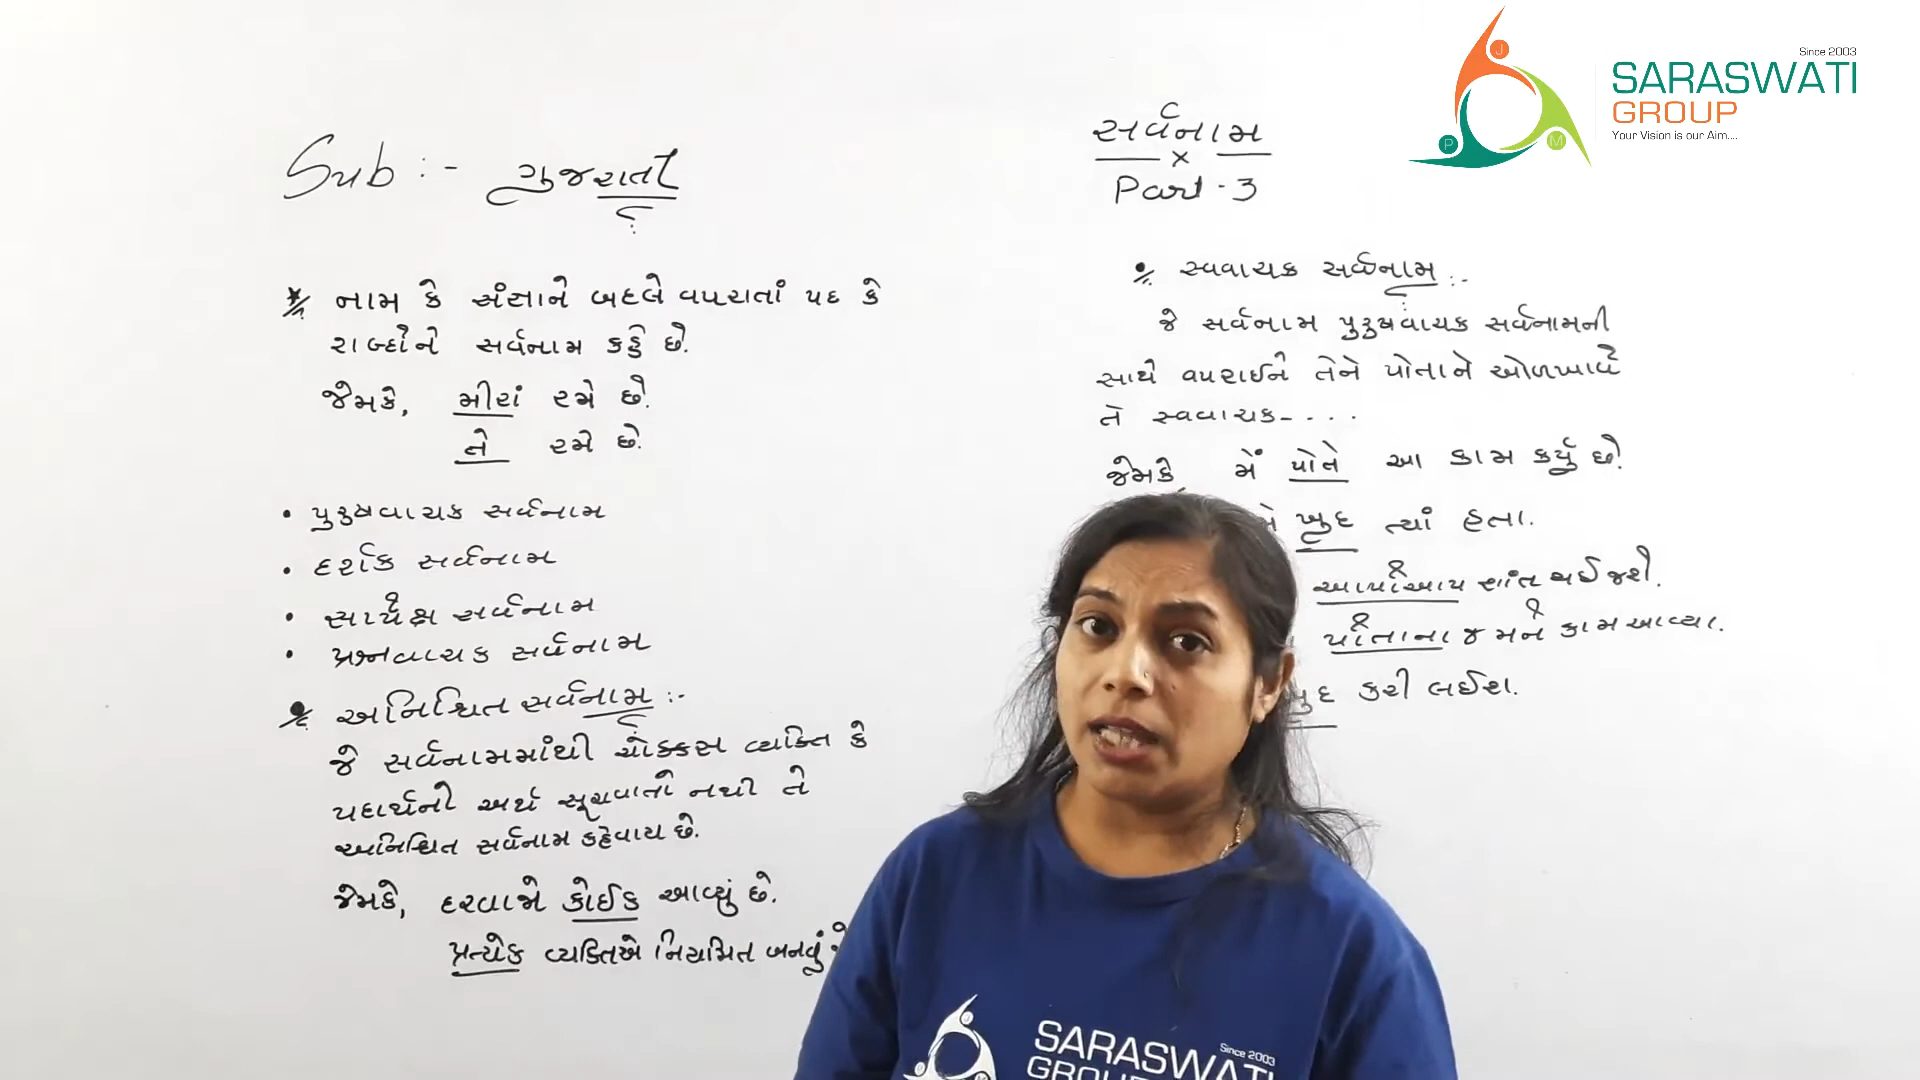 Since 2003
SARASWATI
GROUP
Your Vision is our Aim....
J
P
M
Sub :- ગુજરાતી
સર્વનામ
Part - 3
* નામ કે સંજ્ઞાને બદલે વપરાતાં પદ કે
શબ્દોને સર્વનામ કહે છે.
જેમકે, મીરાં રમે છે.
તે રમે છે.
• પુરુષવાચક સર્વનામ
• દર્શક સર્વનામ
• સાપેક્ષ સર્વનામ
• પ્રશ્નવાચક સર્વનામ
• અનિશ્ચિત સર્વનામ :-
જે સર્વનામમાંથી ચોક્કસ વ્યક્તિ કે
પદાર્થનો અર્થ સૂચવાતો નથી તે
અનિશ્ચિત સર્વનામ કહેવાય છે.
જેમકે, દરવાજે કોઈક આવ્યું છે.
પ્રત્યેક વ્યક્તિએ નિયમિત બનવું
• સ્વવાચક સર્વનામ :-
જે સર્વનામ પુરુષવાચક સર્વનામની
સાથે વપરાઈને તેને પોતાને ઓળખાવે
તે સ્વવાચક- - . . .
જેમકે મેં પોતે આ કામ કર્યું છે.
ખુદ ત્યાં હતા.
આપોઆપ શાંત થઈ જશે.
પોતાના જ મને કામ આવ્યા.
કરી લઈશ.
SARASWATI
Since 2003